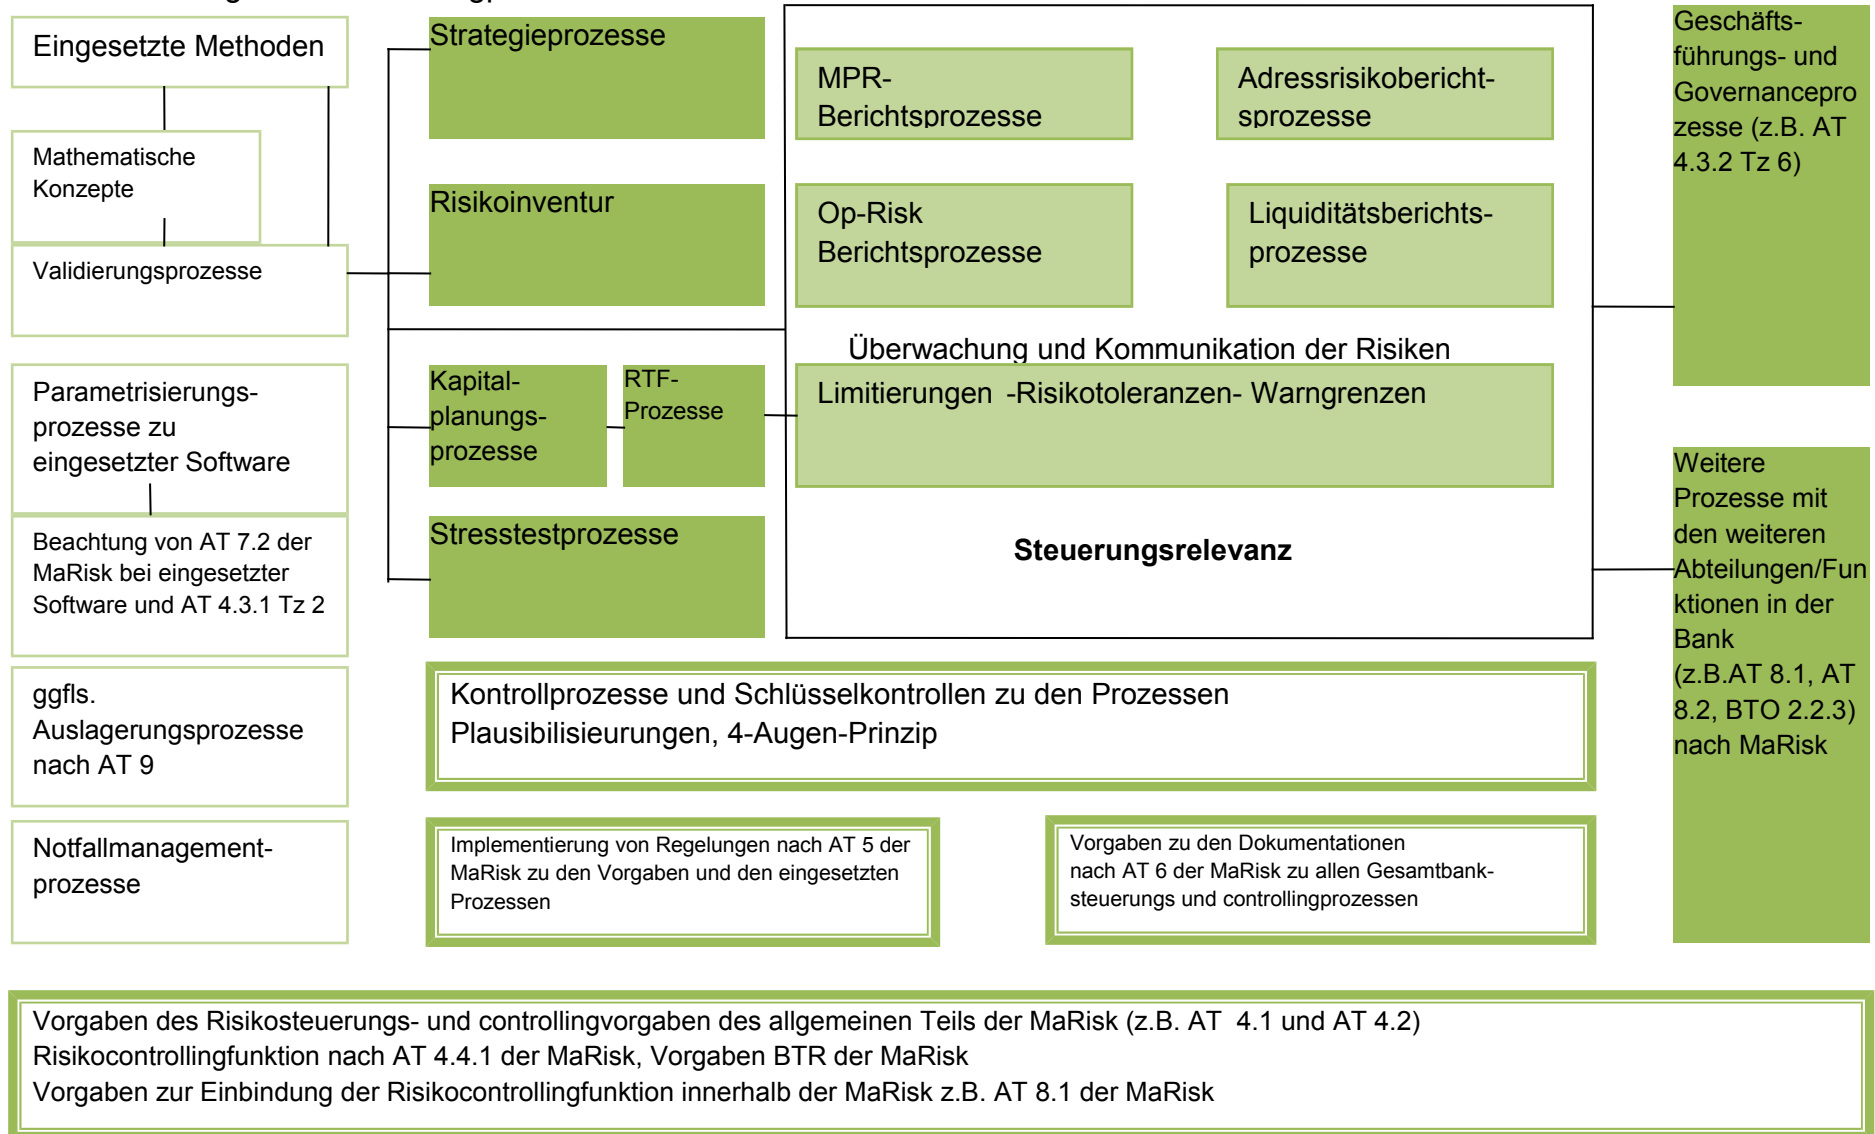 Eingesetzte Methoden
Mathematische
Konzepte
Validierungsprozesse
Parametrisierungs-
prozesse zu
eingesetzter Software
Beachtung von AT 7.2 der
MaRisk bei eingesetzter
Software und AT 4.3.1 Tz 2
ggfls.
Auslagerungsprozesse
nach AT 9
Notfallmanagement-
prozesse
Strategieprozesse
Risikoinventur
Kapital-
planungs-
prozesse
RTF-
Prozesse
Stresstestprozesse
MPR-
Berichtsprozesse
Adressrisikobericht-
sprozesse
Op-Risk
Berichtsprozesse
Liquiditätsberichts-
prozesse
Überwachung und Kommunikation der Risiken
Limitierungen -Risikotoleranzen- Warngrenzen
Steuerungsrelevanz
Geschäfts-
führungs- und
Governancepro
zesse (z.B. AT
4.3.2 Tz 6)
Weitere
Prozesse mit
den weiteren
Abteilungen/Fun
ktionen in der
Bank
(z.B.AT 8.1, AT
8.2, BTO 2.2.3)
nach MaRisk
Kontrollprozesse und Schlüsselkontrollen zu den Prozessen
Plausibilisieurungen, 4-Augen-Prinzip
Implementierung von Regelungen nach AT 5 der
MaRisk zu den Vorgaben und den eingesetzten
Prozessen
Vorgaben zu den Dokumentationen
nach AT 6 der MaRisk zu allen Gesamtbank-
steuerungs und controllingprozessen
Vorgaben des Risikosteuerungs- und controllingvorgaben des allgemeinen Teils der MaRisk (z.B. AT 4.1 und AT 4.2)
Risikocontrollingfunktion nach AT 4.4.1 der MaRisk, Vorgaben BTR der MaRisk
Vorgaben zur Einbindung der Risikocontrollingfunktion innerhalb der MaRisk z.B. AT 8.1 der MaRisk